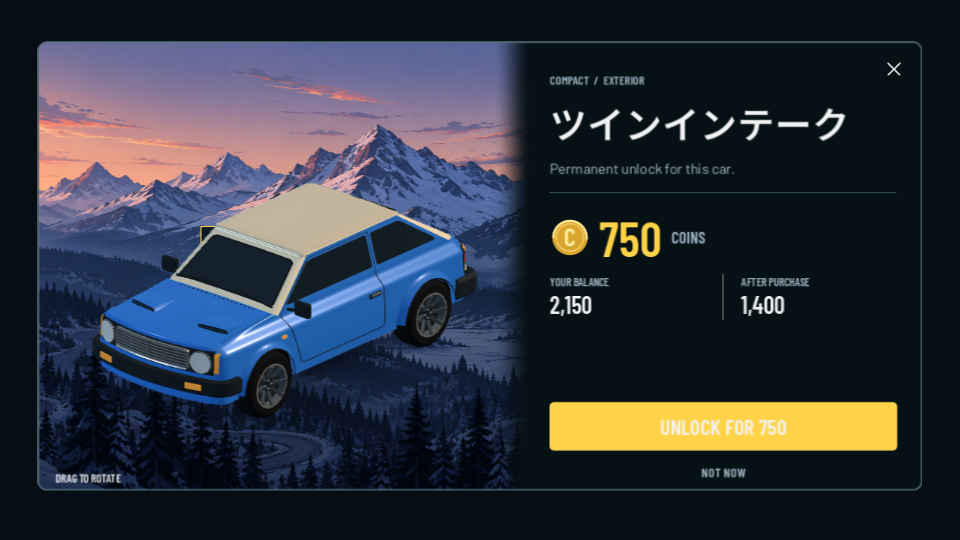 COMPACT / EXTERIOR
ツインインテーク
Permanent unlock for this car.
C
750 COINS
YOUR BALANCE
2,150
AFTER PURCHASE
1,400
UNLOCK FOR 750
NOT NOW
DRAG TO ROTATE